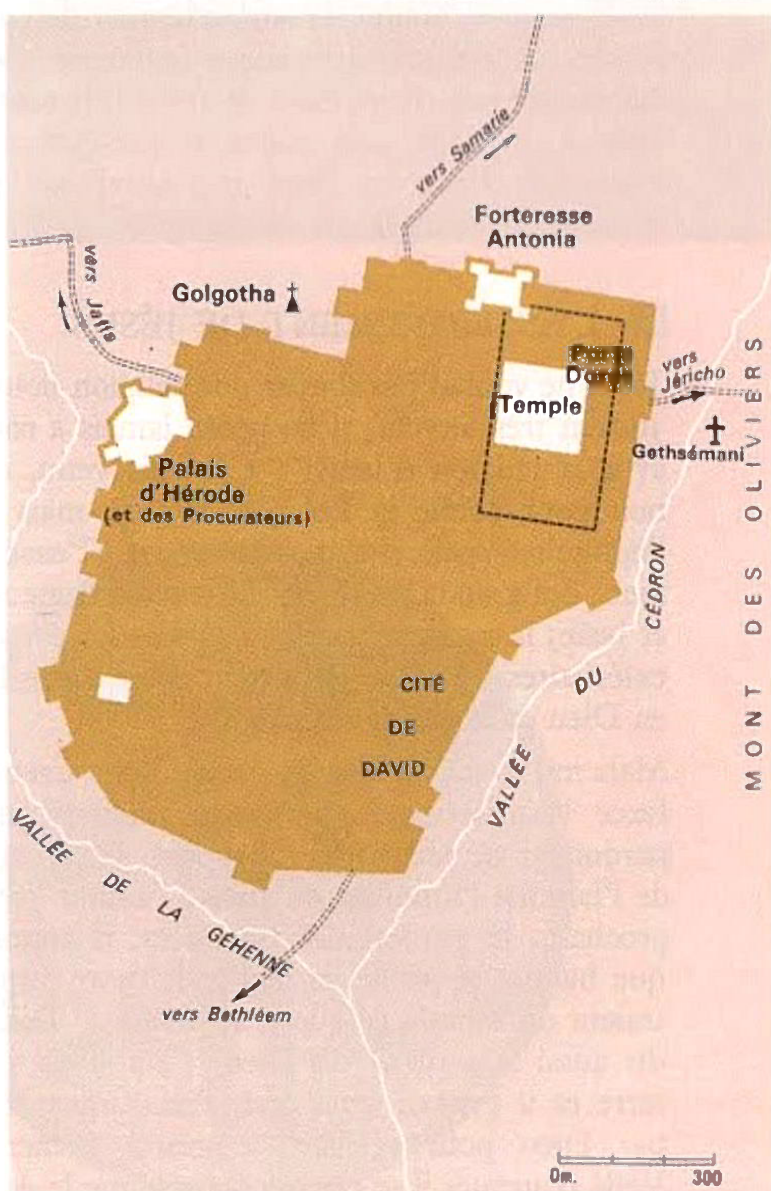 vers Samarie
Forteresse
Antonia
vers Jaffa
Golgotha
Temple
vers
Jéricho
Gethsémani
Palais
d'Hérode
(et des Procurateurs)
MONT DES OLIVIERS
CITÉ
DE
DAVID
VALLÉE DU CÉDRON
VALLÉE DE LA GÉHENNE
vers Bethléem
0m. 300